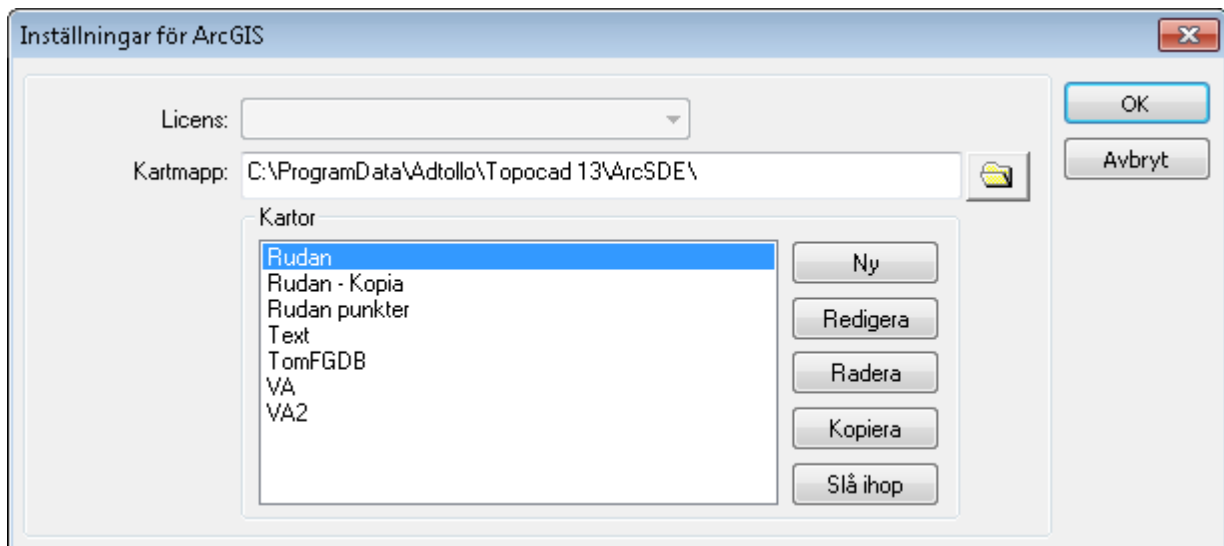 Inställningar för ArcGIS
Licens:
OK
Kartmapp: C:\ProgramData\Adtollo\Topocad 13\ArcSDE\
Avbryt
Kartor
Rudan
Rudan - Kopia
Rudan punkter
Text
TomFGDB
VA
VA2
Ny
Redigera
Radera
Kopiera
Slå ihop